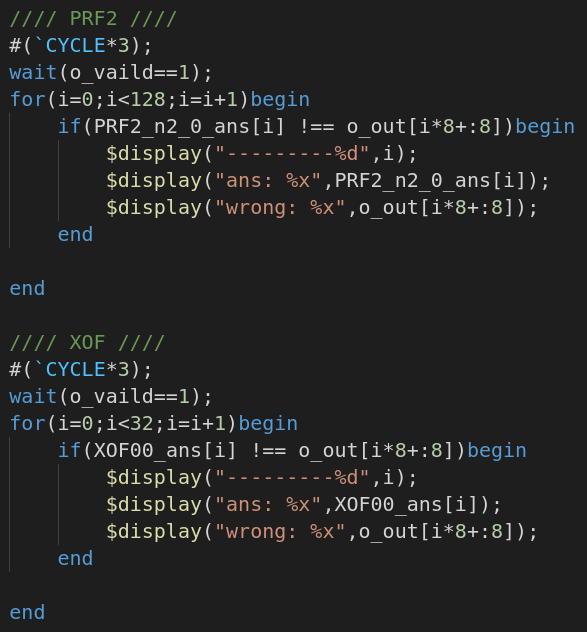 //// PRF2 ////
#(`CYCLE*3);
wait(o_vaild==1);
for(i=0;i<128;i=i+1)begin
    if(PRF2_n2_0_ans[i] !== o_out[i*8+:8])begin
        $display("---------%d",i);
        $display("ans: %x",PRF2_n2_0_ans[i]);
        $display("wrong: %x",o_out[i*8+:8]);
    end

end

//// XOF ////
#(`CYCLE*3);
wait(o_vaild==1);
for(i=0;i<32;i=i+1)begin
    if(XOF00_ans[i] !== o_out[i*8+:8])begin
        $display("---------%d",i);
        $display("ans: %x",XOF00_ans[i]);
        $display("wrong: %x",o_out[i*8+:8]);
    end

end